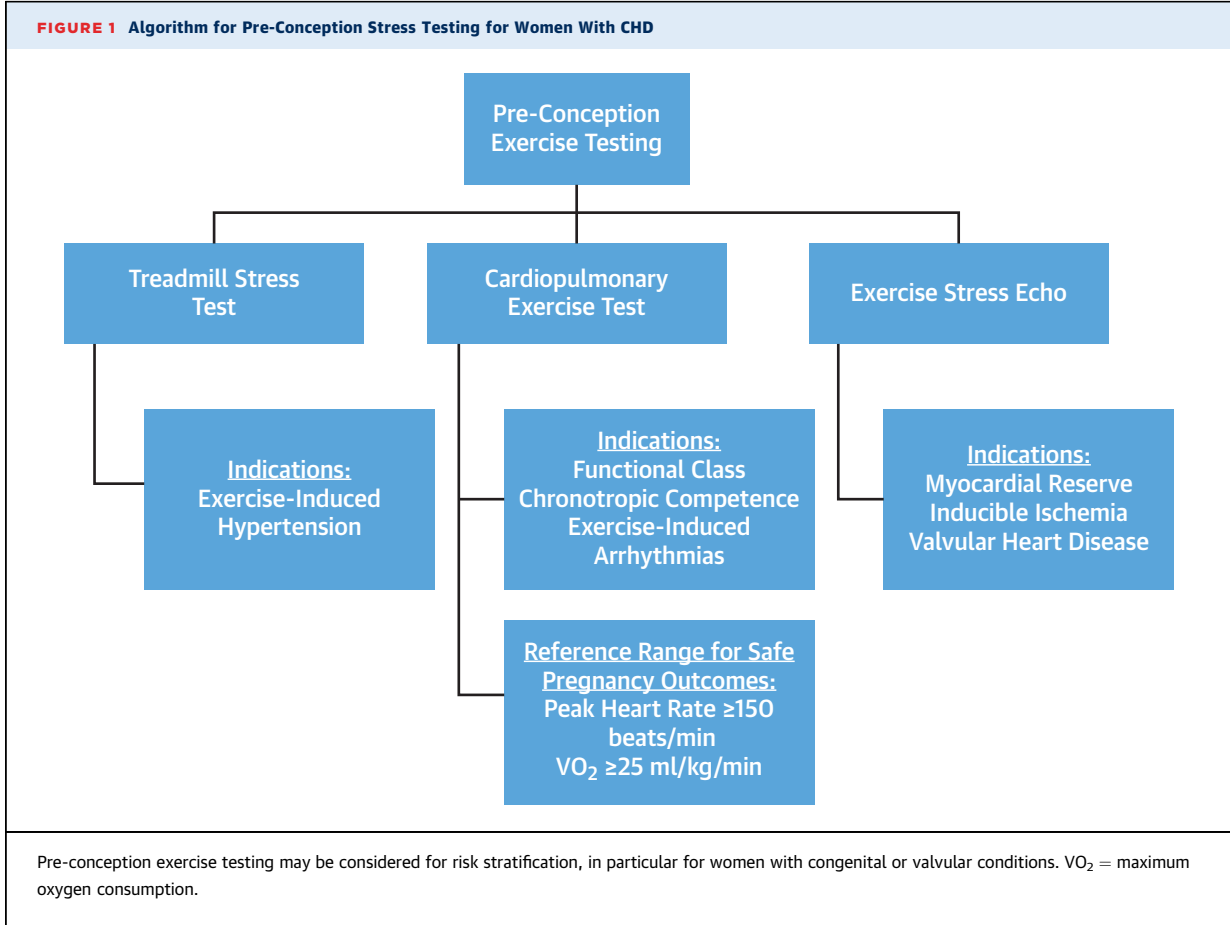 FIGURE 1 Algorithm for Pre-Conception Stress Testing for Women With CHD
Pre-Conception
Exercise Testing
Treadmill Stress
Test
Cardiopulmonary
Exercise Test
Exercise Stress Echo
Indications:
Exercise-Induced
Hypertension
Indications:
Functional Class
Chronotropic Competence
Exercise-Induced
Arrhythmias
Indications:
Myocardial Reserve
Inducible Ischemia
Valvular Heart Disease
Reference Range for Safe
Pregnancy Outcomes:
Peak Heart Rate ≥150
beats/min
VO₂ ≥25 ml/kg/min
Pre-conception exercise testing may be considered for risk stratification, in particular for women with congenital or valvular conditions. VO₂ = maximum
oxygen consumption.